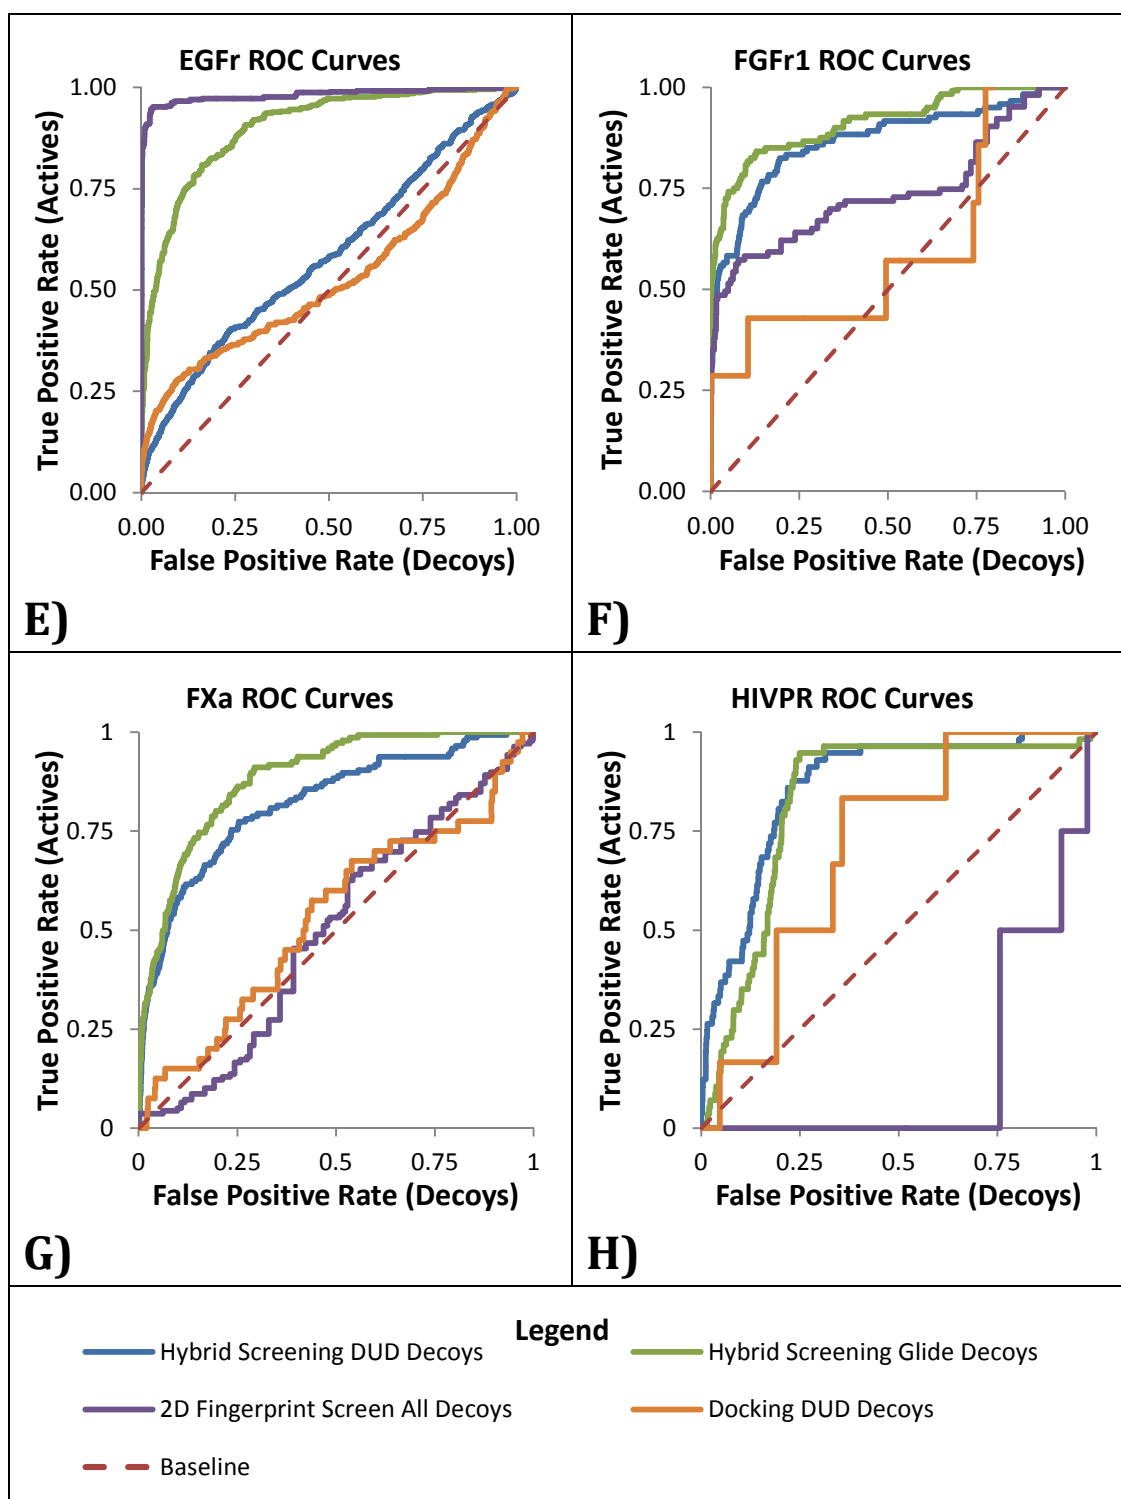 EGFr ROC Curves
True Positive Rate (Actives)
1.00
0.75
0.50
0.25
0.00
0.00 0.25 0.50 0.75 1.00
False Positive Rate (Decoys)
E)
FGFr1 ROC Curves
True Positive Rate (Actives)
1.00
0.75
0.50
0.25
0.00
0.00 0.25 0.50 0.75 1.00
False Positive Rate (Decoys)
F)
FXa ROC Curves
True Positive Rate (Actives)
1
0.75
0.5
0.25
0
0 0.25 0.5 0.75 1
False Positive Rate (Decoys)
G)
HIVPR ROC Curves
True Positive Rate (Actives)
1
0.75
0.5
0.25
0
0 0.25 0.5 0.75 1
False Positive Rate (Decoys)
H)
Legend
Hybrid Screening DUD Decoys
Hybrid Screening Glide Decoys
2D Fingerprint Screen All Decoys
Docking DUD Decoys
Baseline